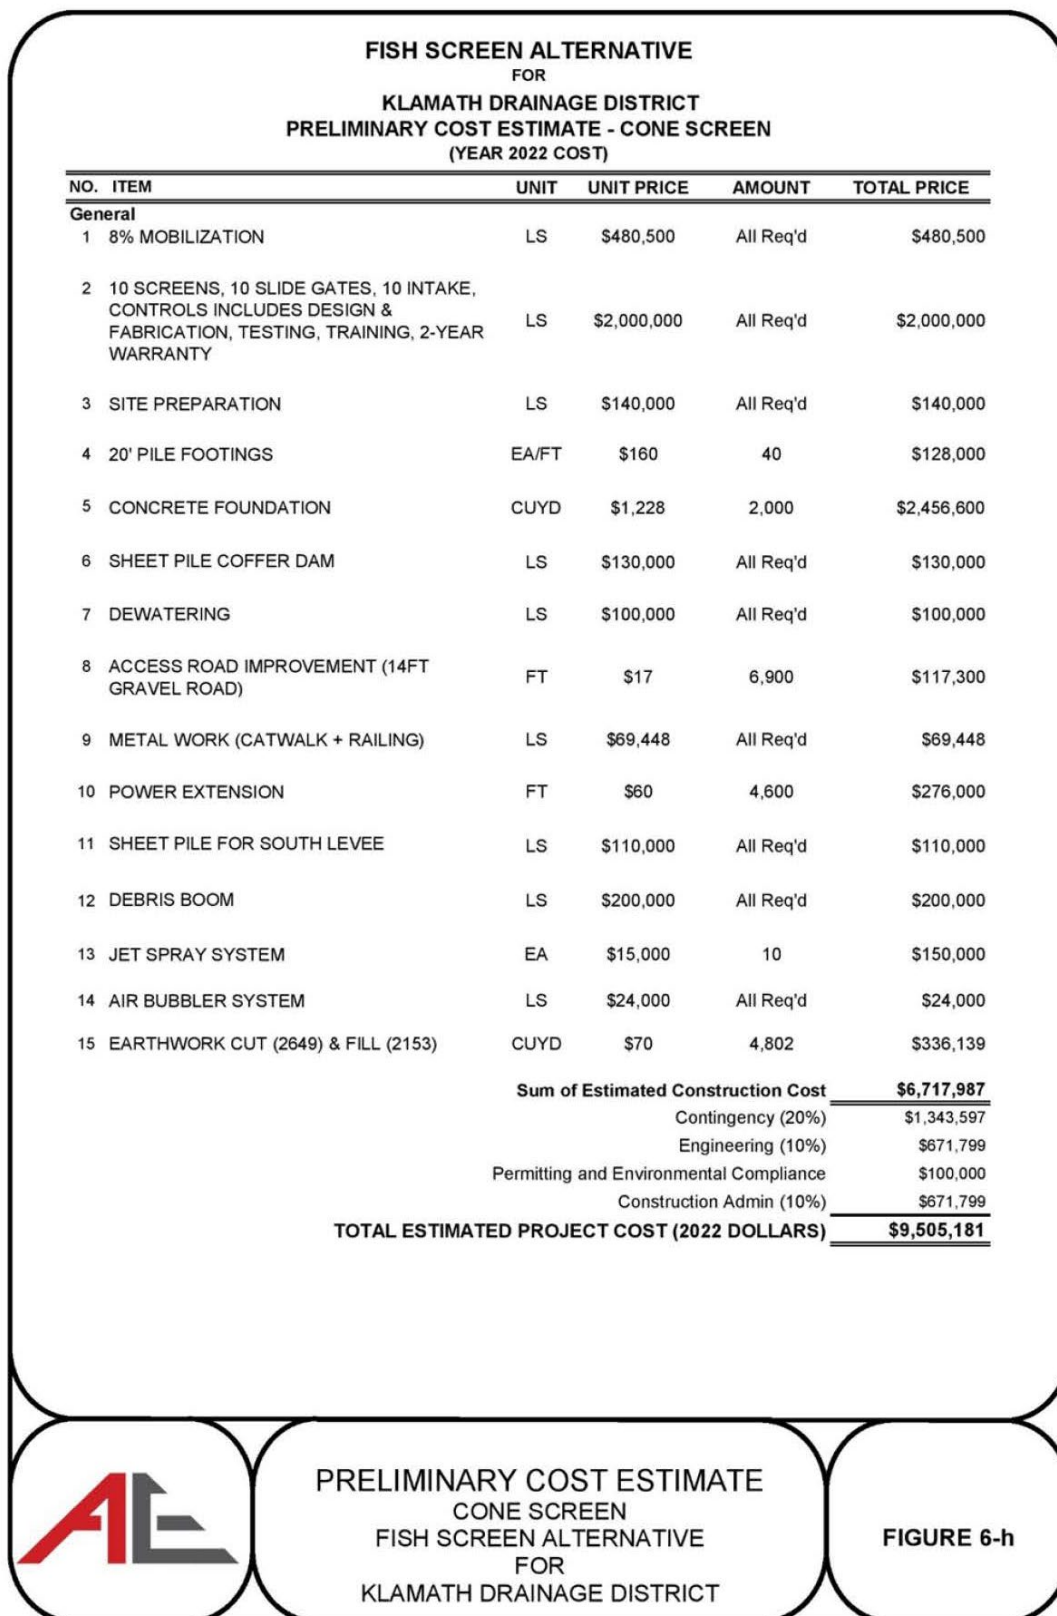 FISH SCREEN ALTERNATIVE
FOR
KLAMATH DRAINAGE DISTRICT
PRELIMINARY COST ESTIMATE - CONE SCREEN
(YEAR 2022 COST)
NO. ITEM UNIT UNIT PRICE AMOUNT TOTAL PRICE
General
1 8% MOBILIZATION LS $480,500 All Req'd $480,500
2 10 SCREENS, 10 SLIDE GATES, 10 INTAKE,
CONTROLS INCLUDES DESIGN &
FABRICATION, TESTING, TRAINING, 2-YEAR
WARRANTY
LS $2,000,000 All Req'd $2,000,000
3 SITE PREPARATION LS $140,000 All Req'd $140,000
4 20' PILE FOOTINGS EA/FT $160 40 $128,000
5 CONCRETE FOUNDATION CUYD $1,228 2,000 $2,456,600
6 SHEET PILE COFFER DAM LS $130,000 All Req'd $130,000
7 DEWATERING LS $100,000 All Req'd $100,000
8 ACCESS ROAD IMPROVEMENT (14FT
GRAVEL ROAD)
FT $17 6,900 $117,300
9 METAL WORK (CATWALK + RAILING) LS $69,448 All Req'd $69,448
10 POWER EXTENSION FT $60 4,600 $276,000
11 SHEET PILE FOR SOUTH LEVEE LS $110,000 All Req'd $110,000
12 DEBRIS BOOM LS $200,000 All Req'd $200,000
13 JET SPRAY SYSTEM EA $15,000 10 $150,000
14 AIR BUBBLER SYSTEM LS $24,000 All Req'd $24,000
15 EARTHWORK CUT (2649) & FILL (2153) CUYD $70 4,802 $336,139
Sum of Estimated Construction Cost $6,717,987
Contingency (20%) $1,343,597
Engineering (10%) $671,799
Permitting and Environmental Compliance $100,000
Construction Admin (10%) $671,799
TOTAL ESTIMATED PROJECT COST (2022 DOLLARS) $9,505,181
AE
PRELIMINARY COST ESTIMATE
CONE SCREEN
FISH SCREEN ALTERNATIVE
FOR
KLAMATH DRAINAGE DISTRICT
FIGURE 6-h